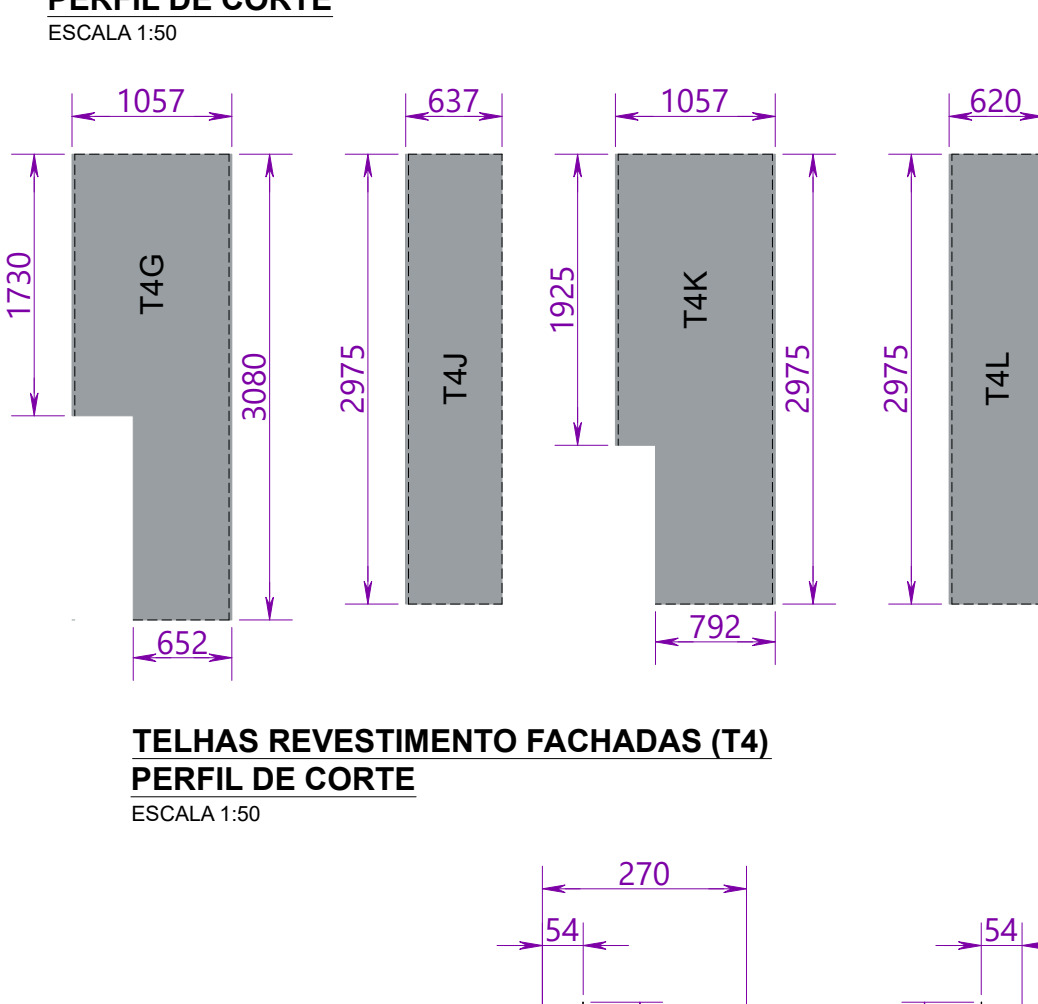 PERFIL DE CORTE
ESCALA 1:50
1057
637
1057
620
1730
T4G
3080
2975
T4J
1925
T4K
2975
2975
T4L
652
792
TELHAS REVESTIMENTO FACHADAS (T4)
PERFIL DE CORTE
ESCALA 1:50
270
54
54